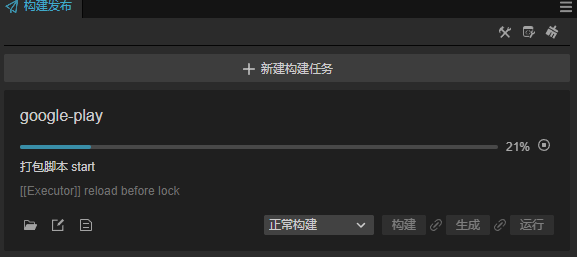 构建发布
新建构建任务
google-play
21%
打包脚本 start
[[Executor]] reload before lock
正常构建 构建 生成 运行